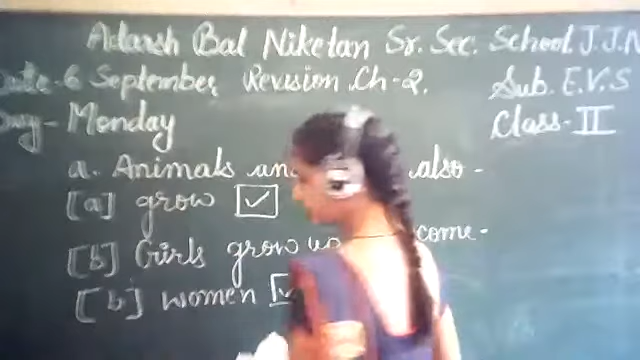 Adarsh Bal Niketan Sr. Sec. School J.J.N
Date-6 September Revision Ch-2. Sub. E.V.S
Day-Monday Class-II
a. Animals also-
[a] grow ☑
[b] Girls grow up come-
[b] women